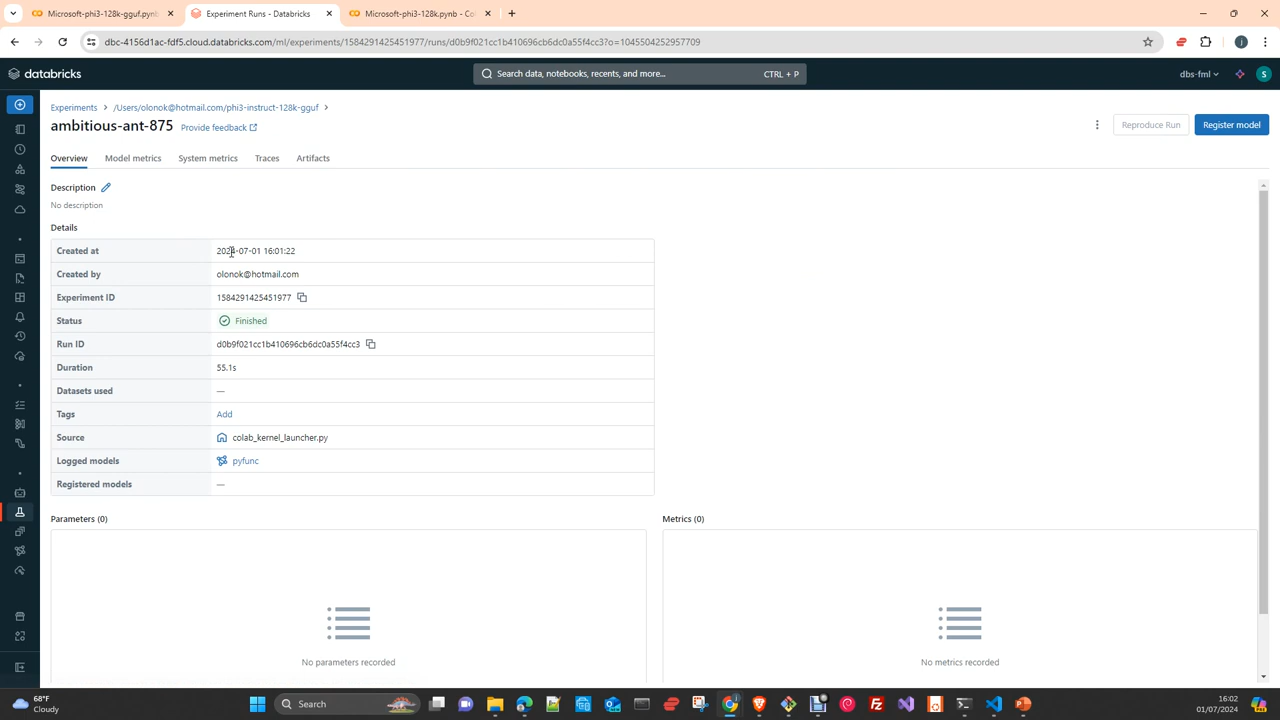 Microsoft-phi3-128k-gguf.pynb
Experiment Runs - Databricks
Microsoft-phi3-128k.pynb - Col
dbc-4156d1ac-fdf5.cloud.databricks.com/ml/experiments/1584291425451977/runs/d0b9f021cc1b410696cb6dc0a55f4cc3?o=1045504252957709
databricks
Search data, notebooks, recents, and more...
CTRL + P
dbs-fml
S
Experiments > /Users/olonok@hotmail.com/phi3-instruct-128k-gguf >
ambitious-ant-875
Provide feedback
Reproduce Run
Register model
Overview
Model metrics
System metrics
Traces
Artifacts
Description
No description
Details
Created at 2024-07-01 16:01:22
Created by olonok@hotmail.com
Experiment ID 1584291425451977
Status Finished
Run ID d0b9f021cc1b410696cb6dc0a55f4cc3
Duration 55.1s
Datasets used —
Tags Add
Source colab_kernel_launcher.py
Logged models pyfunc
Registered models —
Parameters (0)
Metrics (0)
No parameters recorded
No metrics recorded
68°F
Cloudy
Search
16:02
01/07/2024